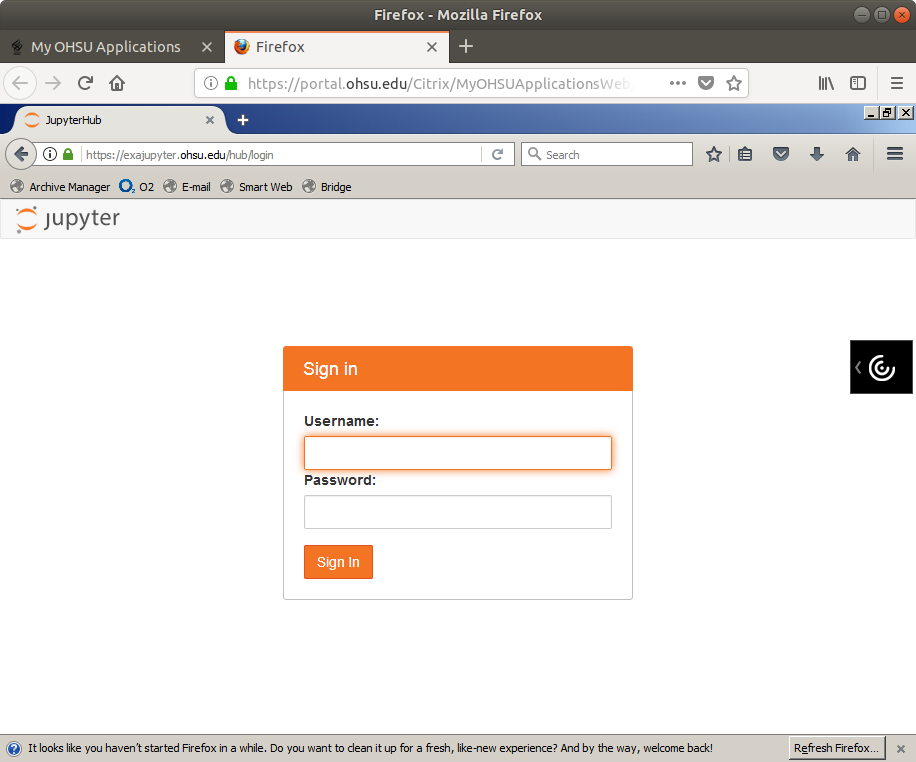 Firefox - Mozilla Firefox
My OHSU Applications
Firefox
https://portal.ohsu.edu/Citrix/MyOHSUApplicationsWeb
JupyterHub
https://exajupyter.ohsu.edu/hub/login
Search
Archive Manager O2 E-mail Smart Web Bridge
jupyter
Sign in
Username:
Password:
Sign In
It looks like you haven't started Firefox in a while. Do you want to clean it up for a fresh, like-new experience? And by the way, welcome back!
Refresh Firefox...